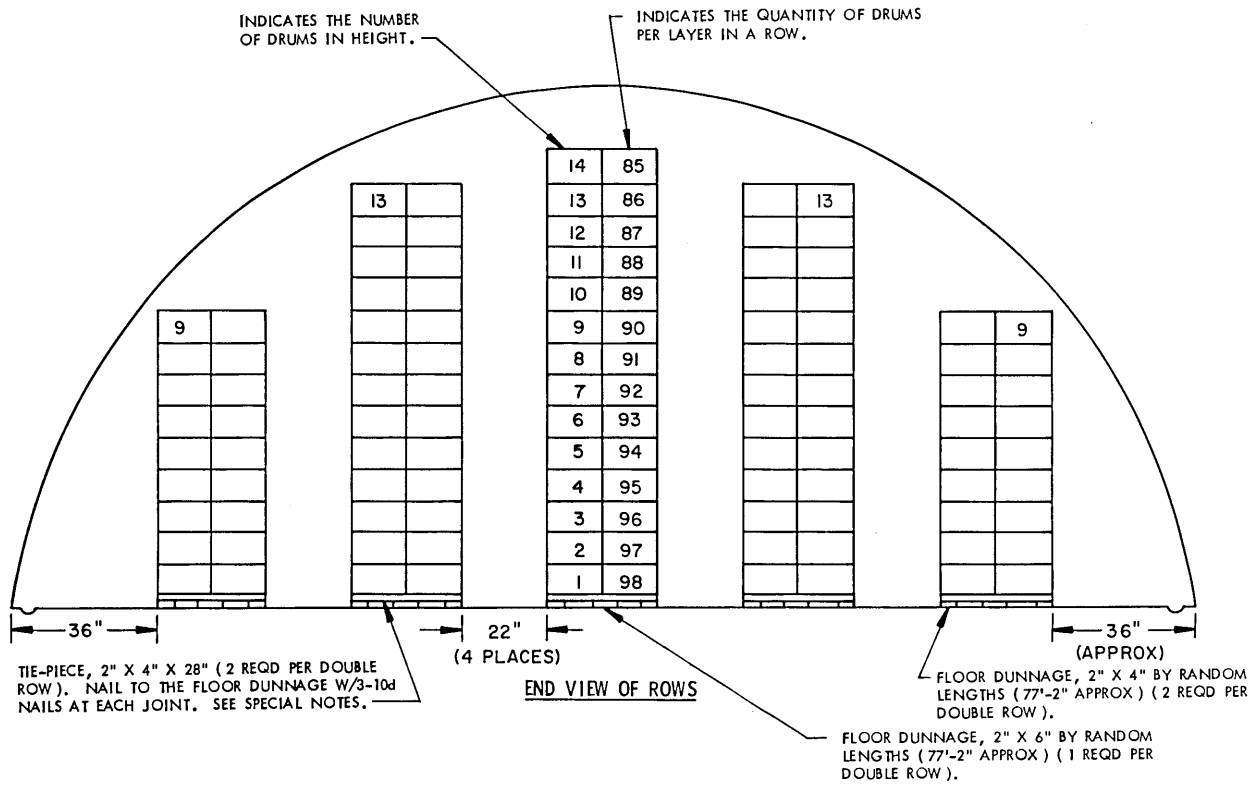 INDICATES THE NUMBER
OF DRUMS IN HEIGHT.
INDICATES THE QUANTITY OF DRUMS
PER LAYER IN A ROW.
14 85
13 13 86 13
12 87
11 88
10 89
9 9 90 9
8 91
7 92
6 93
5 94
4 95
3 96
2 97
1 98
36"
22"
(4 PLACES)
36"
(APPROX)
TIE-PIECE, 2" X 4" X 28" (2 REQD PER DOUBLE
ROW). NAIL TO THE FLOOR DUNNAGE W/3-10d
NAILS AT EACH JOINT. SEE SPECIAL NOTES.
END VIEW OF ROWS
FLOOR DUNNAGE, 2" X 4" BY RANDOM
LENGTHS (77'-2" APPROX) (2 REQD PER
DOUBLE ROW).
FLOOR DUNNAGE, 2" X 6" BY RANDOM
LENGTHS (77'-2" APPROX) (1 REQD PER
DOUBLE ROW).